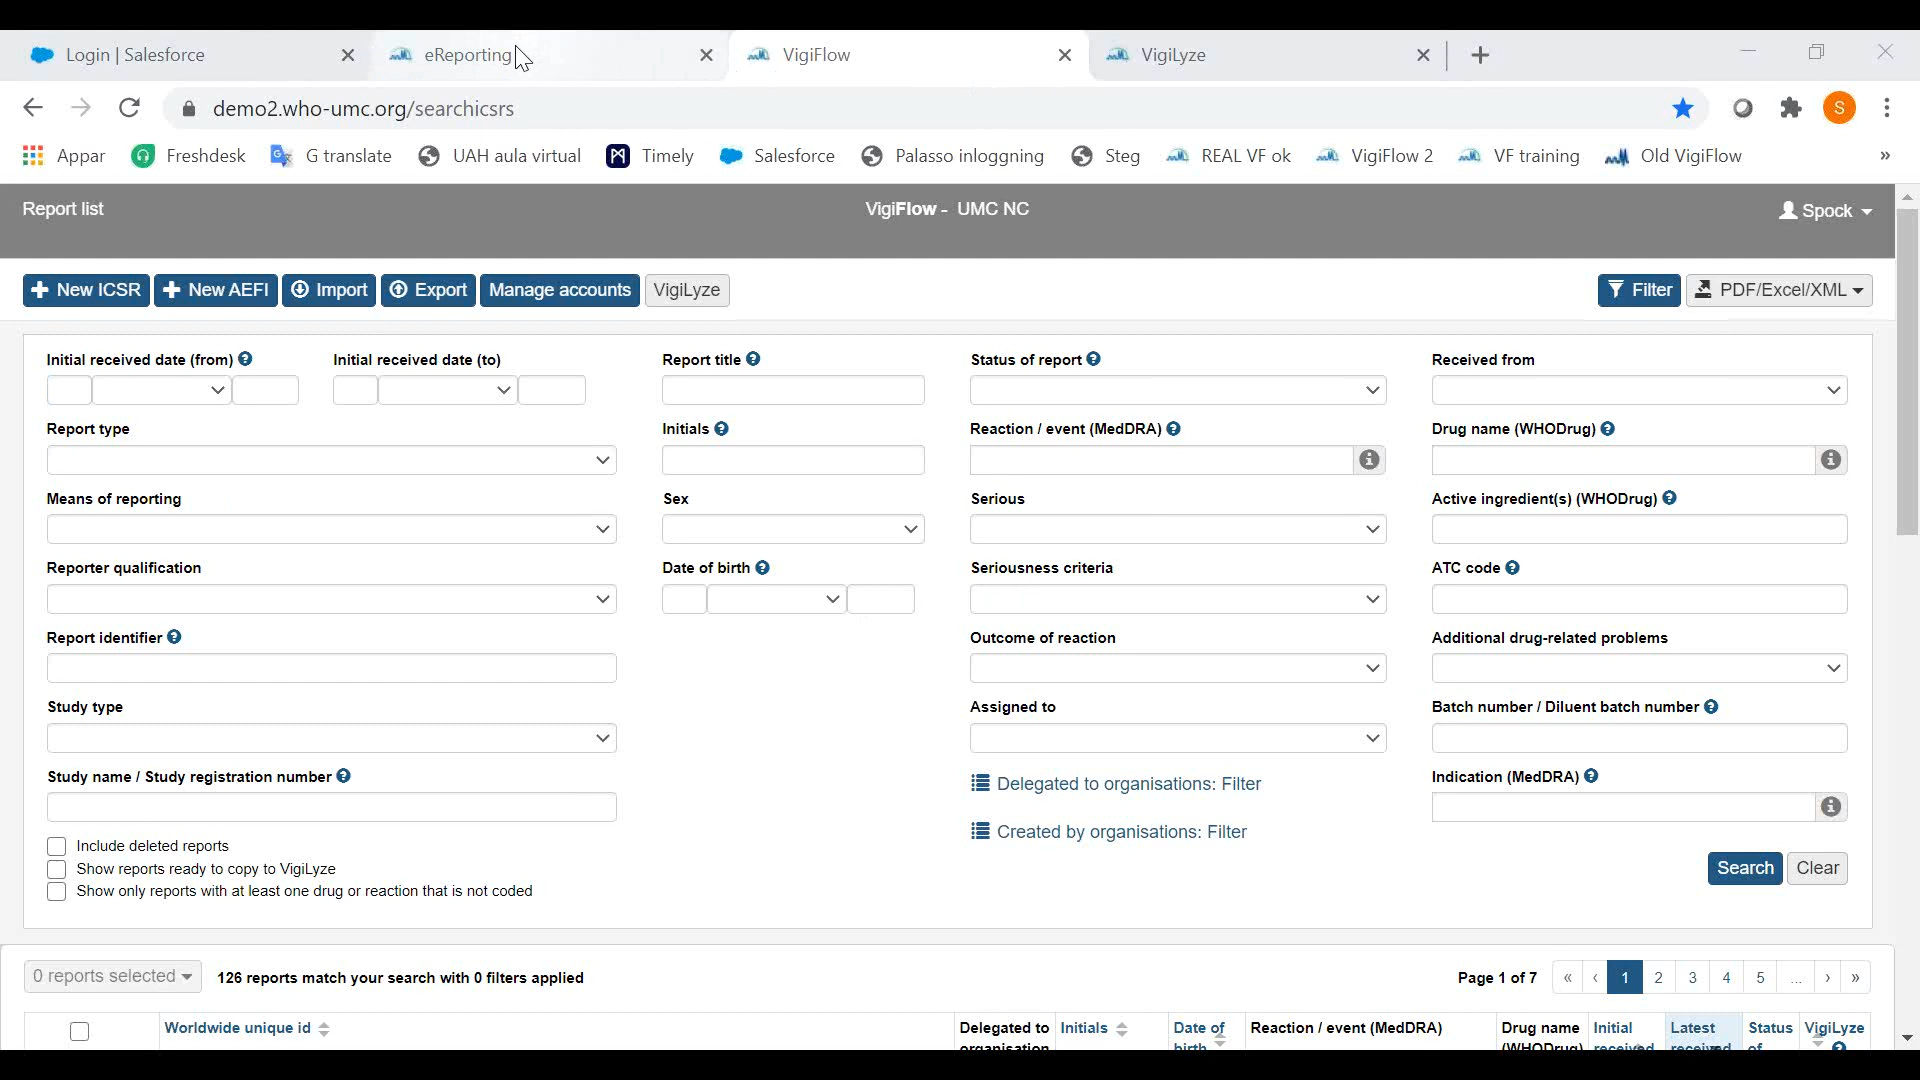 Login | Salesforce
eReporting
VigiFlow
VigiLyze
demo2.who-umc.org/searchicsrs
S
Appar
Freshdesk
G translate
UAH aula virtual
Timely
Salesforce
Palasso inloggning
Steg
REAL VF ok
VigiFlow 2
VF training
Old VigiFlow
»
Report list
VigiFlow - UMC NC
Spock
New ICSR
New AEFI
Import
Export
Manage accounts
VigiLyze
Filter
PDF/Excel/XML
Initial received date (from)
Initial received date (to)
Report title
Status of report
Received from
Report type
Initials
Reaction / event (MedDRA)
Drug name (WHODrug)
Means of reporting
Sex
Serious
Active ingredient(s) (WHODrug)
Reporter qualification
Date of birth
Seriousness criteria
ATC code
Report identifier
Outcome of reaction
Additional drug-related problems
Study type
Assigned to
Batch number / Diluent batch number
Study name / Study registration number
Delegated to organisations: Filter
Indication (MedDRA)
Created by organisations: Filter
Include deleted reports
Show reports ready to copy to VigiLyze
Show only reports with at least one drug or reaction that is not coded
Search
Clear
0 reports selected
126 reports match your search with 0 filters applied
Page 1 of 7
« ‹ 1 2 3 4 5 ... › »
Worldwide unique id
Delegated to
organisation
Initials
Date of
birth
Reaction / event (MedDRA)
Drug name
(WHODrug)
Initial
received
Latest
received
Status
of
VigiLyze